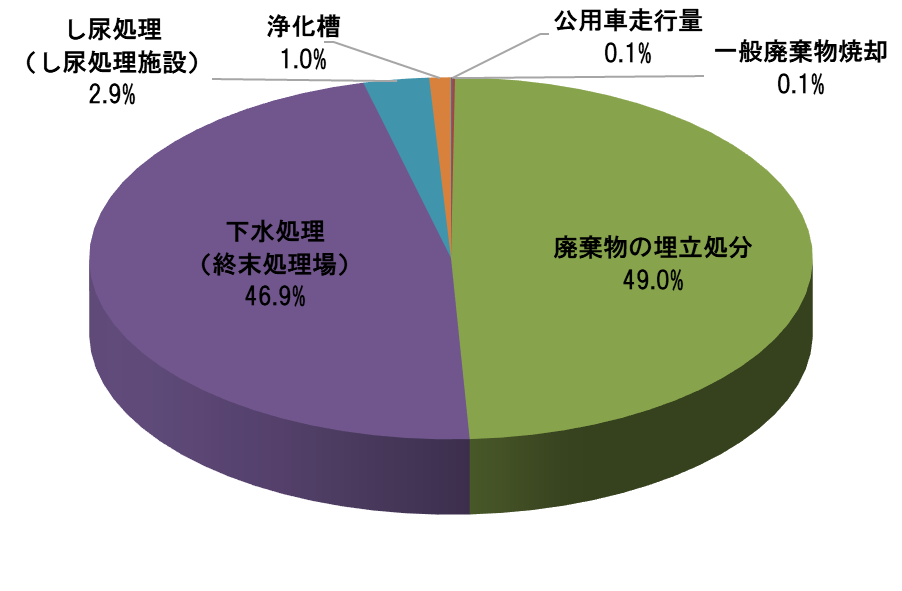 し尿処理
（し尿処理施設）
2.9%
浄化槽
1.0%
公用車走行量
0.1%
一般廃棄物焼却
0.1%
下水処理
（終末処理場）
46.9%
廃棄物の埋立処分
49.0%